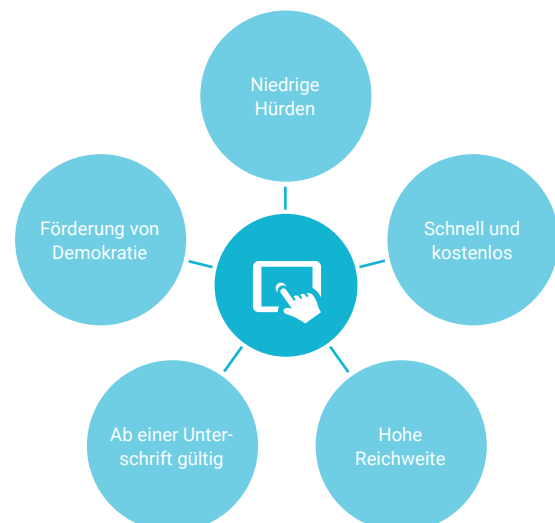 Niedrige
Hürden
Förderung von
Demokratie
Schnell und
kostenlos
Ab einer Unter-
schrift gültig
Hohe
Reichweite